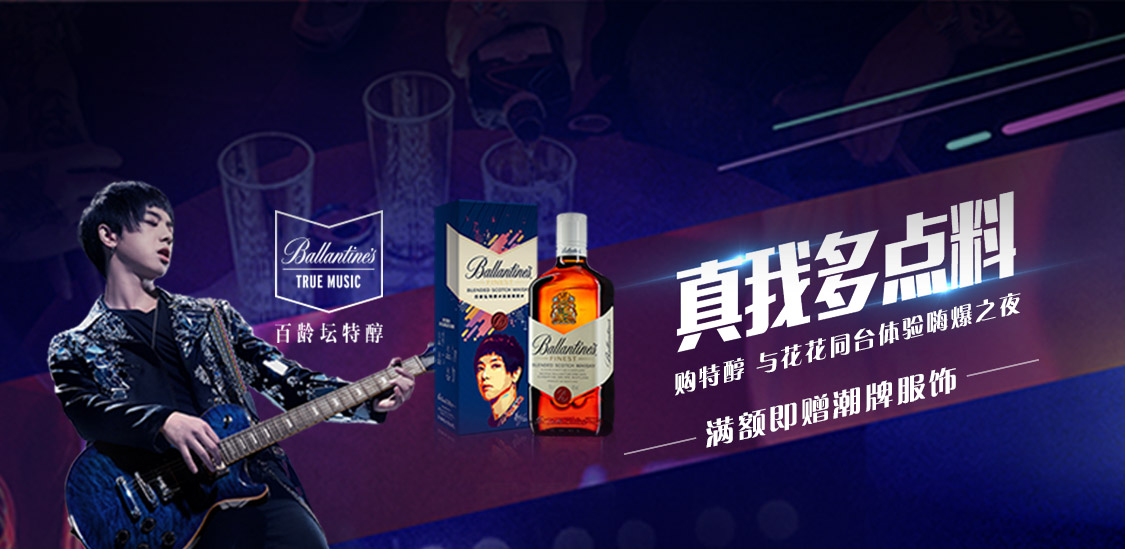 Ballantine's
TRUE MUSIC
百龄坛特醇
Ballantine's
FINEST
BLENDED SCOTCH WHISKY
Ballantine's
FINEST
BLENDED SCOTCH WHISKY
真我多点料
购特醇 与花花同台体验嗨爆之夜
满额即赠潮牌服饰